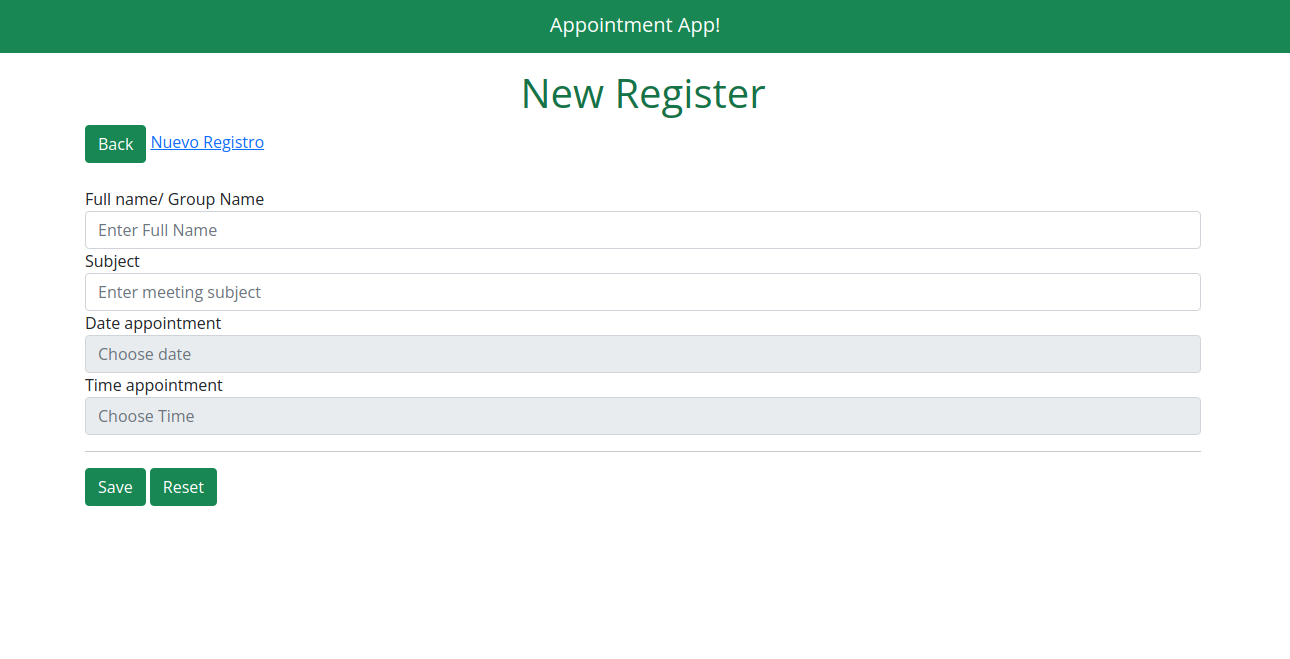 Appointment App!
New Register
Back Nuevo Registro
Full name/ Group Name
Enter Full Name
Subject
Enter meeting subject
Date appointment
Choose date
Time appointment
Choose Time
Save Reset